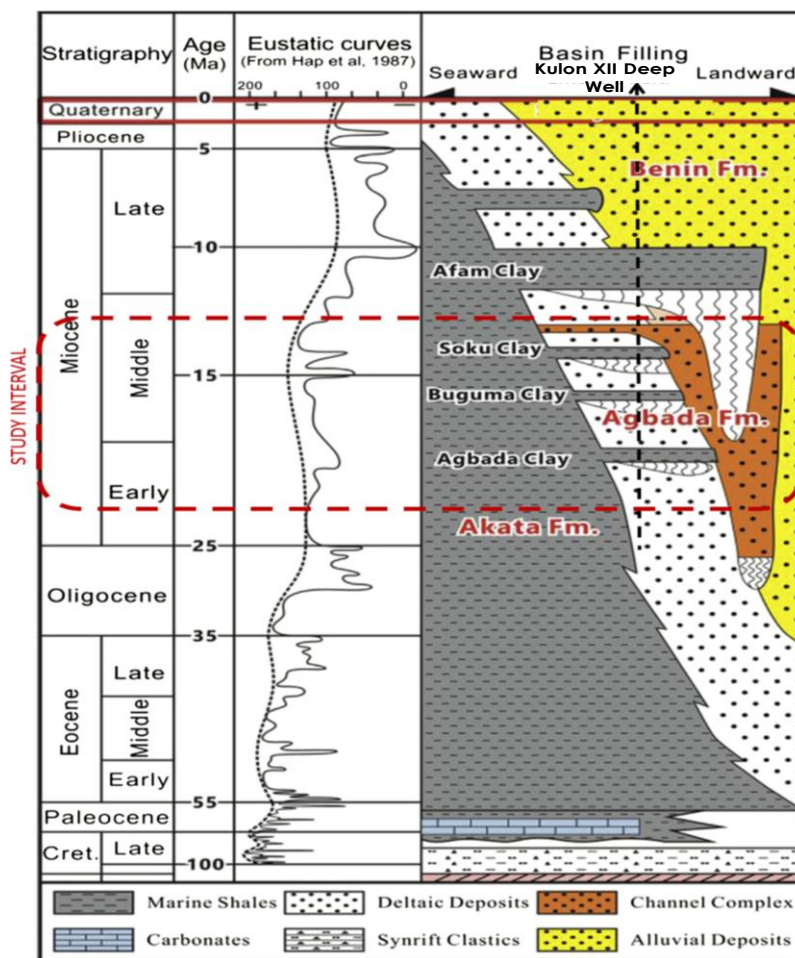 Stratigraphy
Age
(Ma)
Eustatic curves
(From Hap et al, 1987)
200
100
0
Basin Filling
Seaward
Kulon XII Deep
Well
Landward
0
Quaternary
Pliocene
5
Late
10
Miocene
Middle
15
Early
25
Oligocene
35
Late
Eocene
Middle
Early
55
Paleocene
Cret.
Late
100
STUDY INTERVAL
Benin Fm.
Afam Clay
Soku Clay
Buguma Clay
Agbada Fm.
Agbada Clay
Akata Fm.
Marine Shales
Deltaic Deposits
Channel Complex
Carbonates
Synrift Clastics
Alluvial Deposits